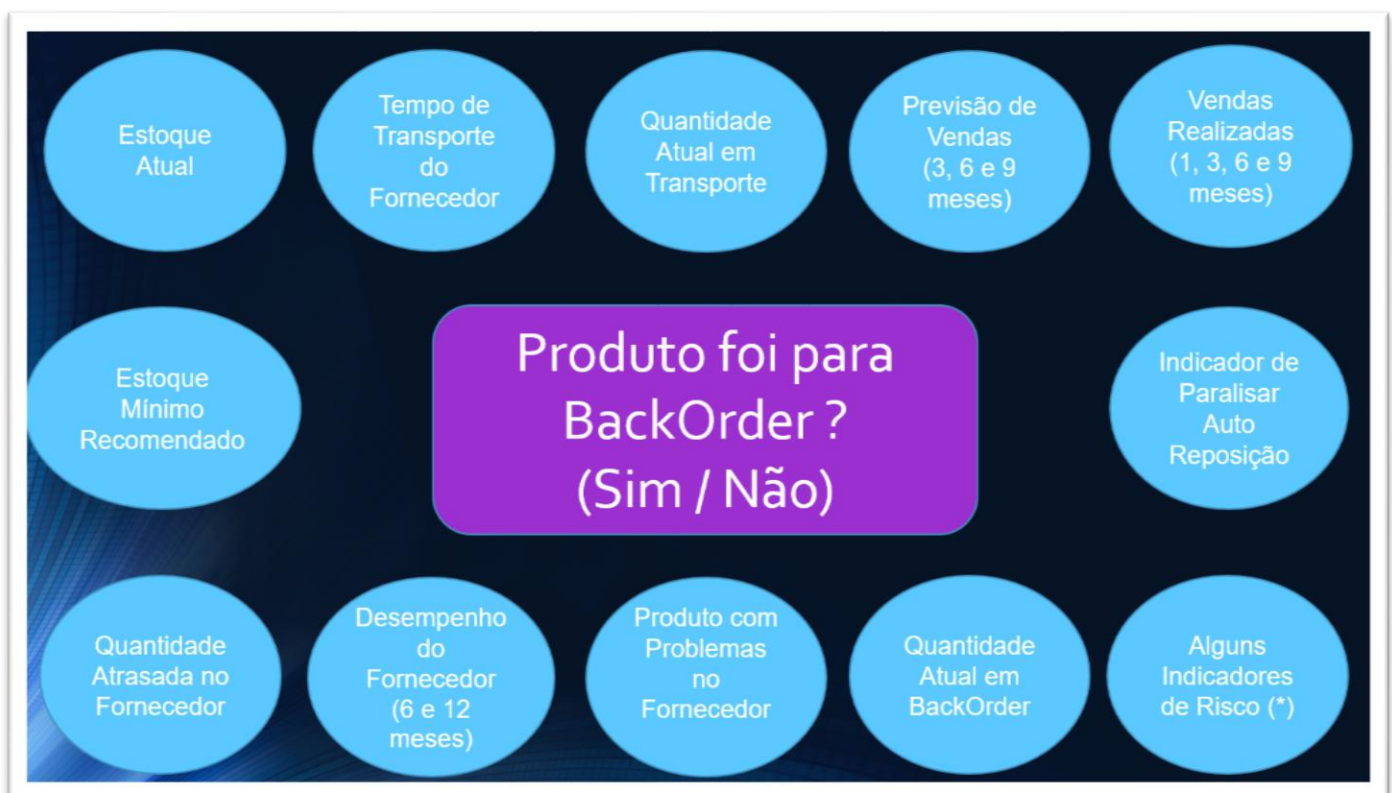 Estoque
Atual
Tempo de
Transporte
do
Fornecedor
Quantidade
Atual em
Transporte
Previsão de
Vendas
(3, 6 e 9
meses)
Vendas
Realizadas
(1, 3, 6 e 9
meses)
Estoque
Mínimo
Recomendado
Produto foi para
BackOrder ?
(Sim / Não)
Indicador de
Paralisar
Auto
Reposição
Quantidade
Atrasada no
Fornecedor
Desempenho
do
Fornecedor
(6 e 12
meses)
Produto com
Problemas
no
Fornecedor
Quantidade
Atual em
BackOrder
Alguns
Indicadores
de Risco (*)